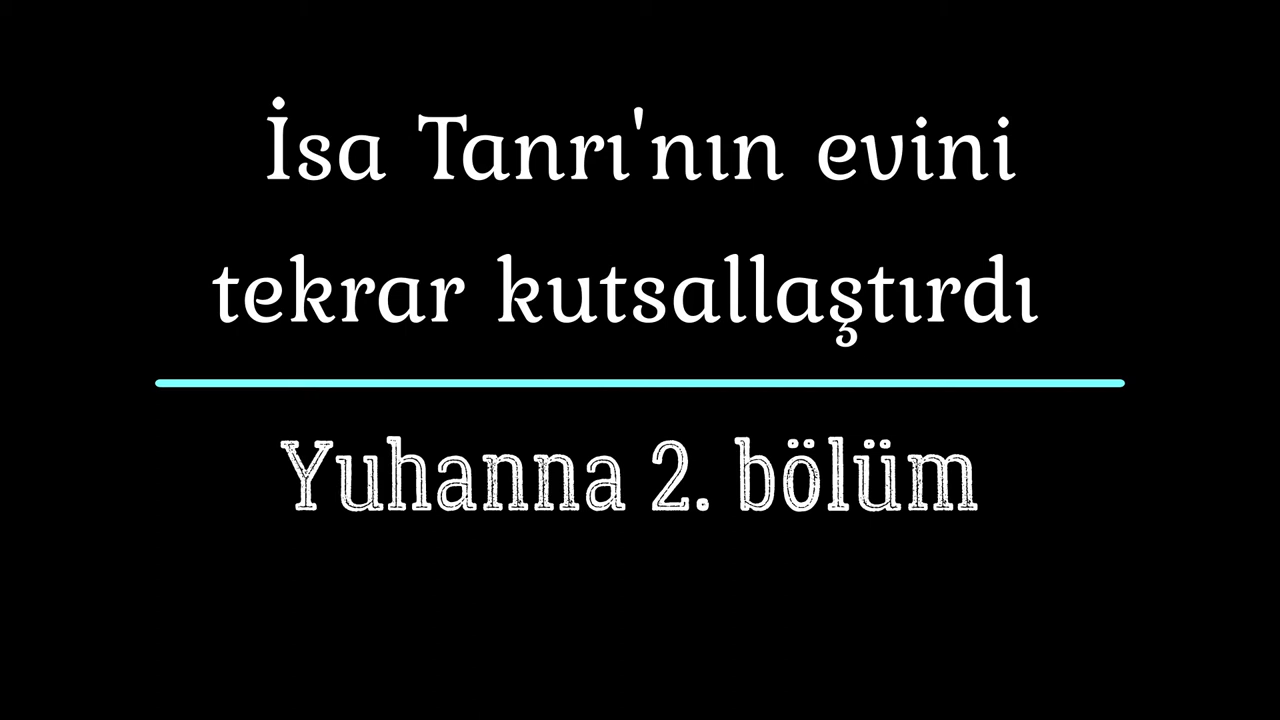 İsa Tanrı'nın evini
tekrar kutsallaştırdı
Yuhanna 2. bölüm